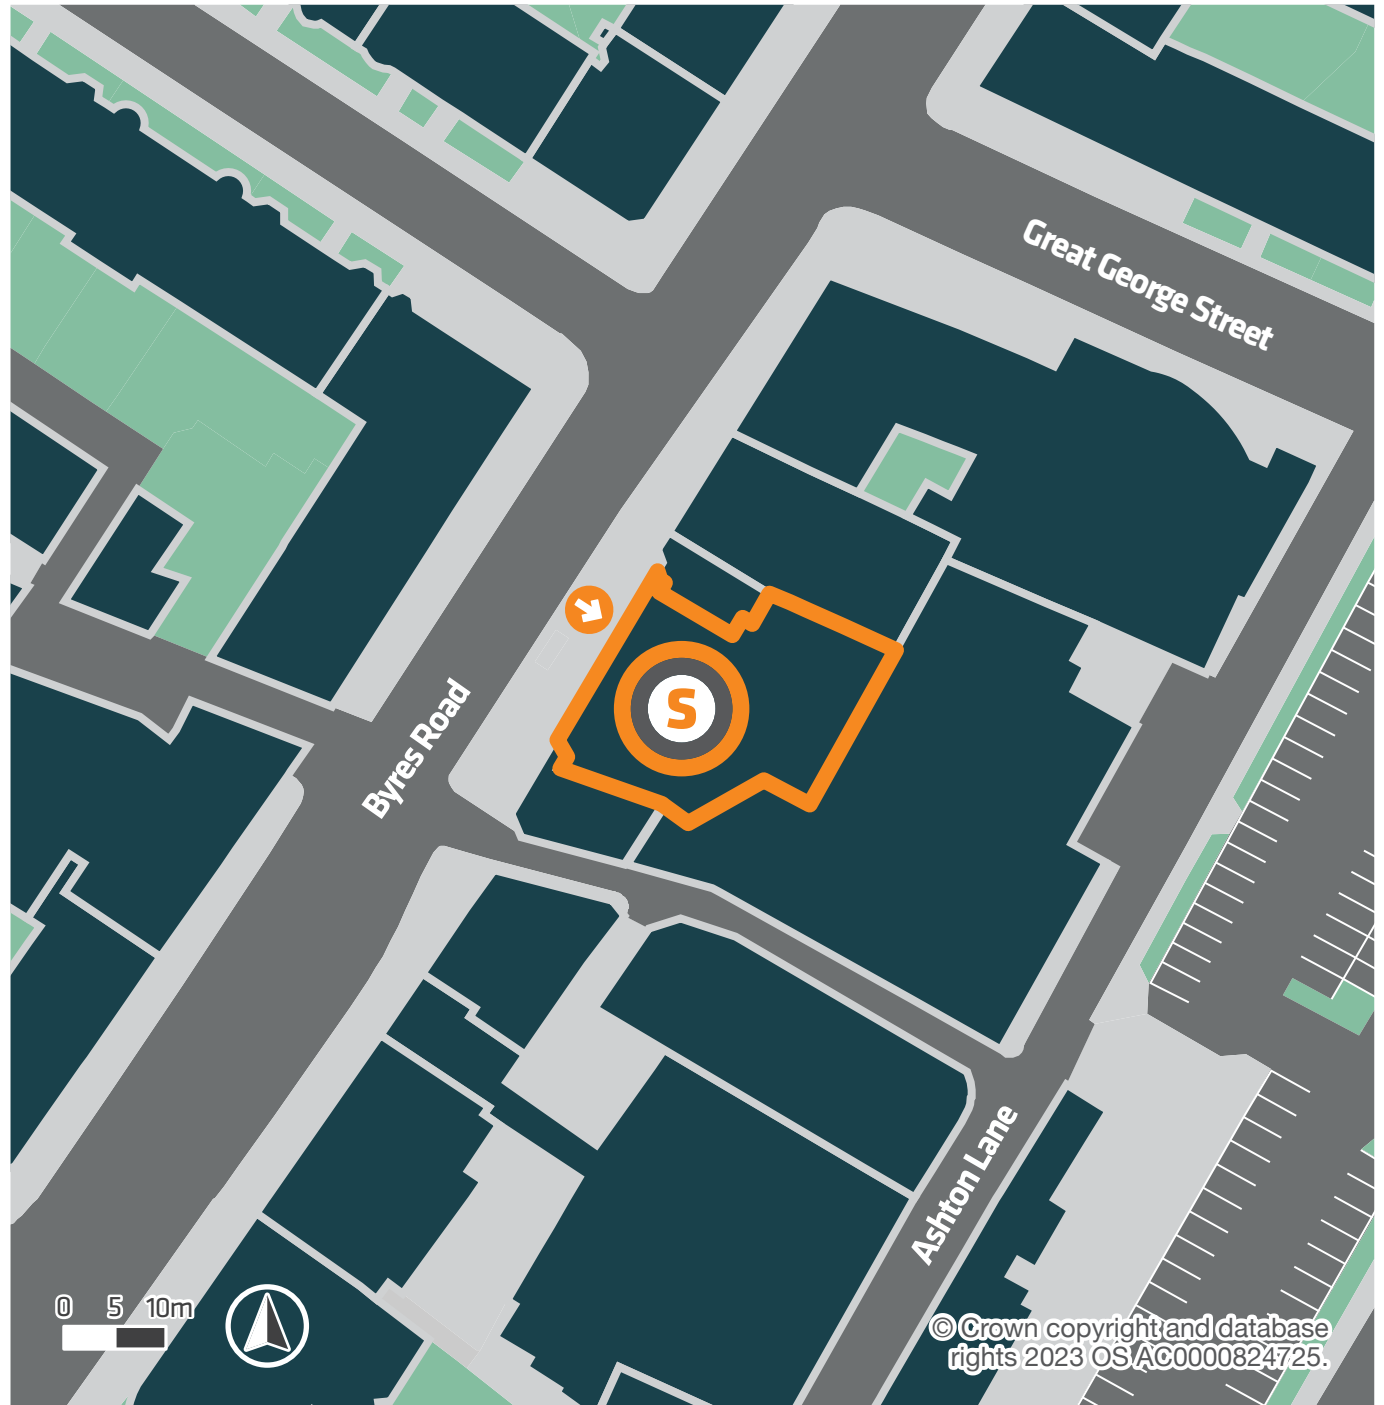 Great George Street
S
Byres Road
Ashton Lane
0 5 10m
© Crown copyright and database
rights 2023 OS AC0000824725.